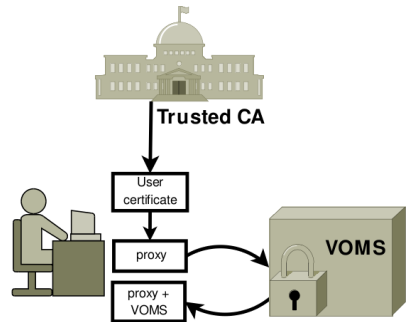 Trusted CA
User
certificate
proxy
VOMS
proxy +
VOMS